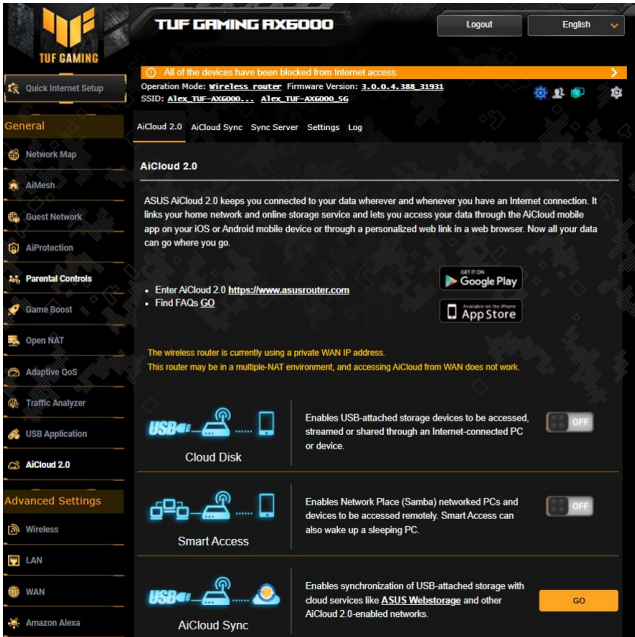 TUF GAMING
TUF GAMING AX6000
Logout
English
All of the devices have been blocked from Internet access.
Quick Internet Setup
Operation Mode: Wireless router Firmware Version: 3.0.0.4.388_31931
SSID: Alex_TUF-AX6000... Alex_TUF-AX6000_5G
General
Network Map
AiMesh
Guest Network
AiProtection
Parental Controls
Game Boost
Open NAT
Adaptive QoS
Traffic Analyzer
USB Application
AiCloud 2.0
Advanced Settings
Wireless
LAN
WAN
Amazon Alexa
AiCloud 2.0 AiCloud Sync Sync Server Settings Log
AiCloud 2.0
ASUS AiCloud 2.0 keeps you connected to your data wherever and whenever you have an Internet connection. It
links your home network and online storage service and lets you access your data through the AiCloud mobile
app on your iOS or Android mobile device or through a personalized web link in a web browser. Now all your data
can go where you go.
Enter AiCloud 2.0 https://www.asusrouter.com
Find FAQs GO
GET IT ON
Google Play
Available on the iPhone
App Store
The wireless router is currently using a private WAN IP address.
This router may be in a multiple-NAT environment, and accessing AiCloud from WAN does not work.
USB
Cloud Disk
Enables USB-attached storage devices to be accessed,
streamed or shared through an Internet-connected PC
or device.
OFF
Smart Access
Enables Network Place (Samba) networked PCs and
devices to be accessed remotely. Smart Access can
also wake up a sleeping PC.
OFF
USB
AiCloud Sync
Enables synchronization of USB-attached storage with
cloud services like ASUS Webstorage and other
AiCloud 2.0-enabled networks.
GO